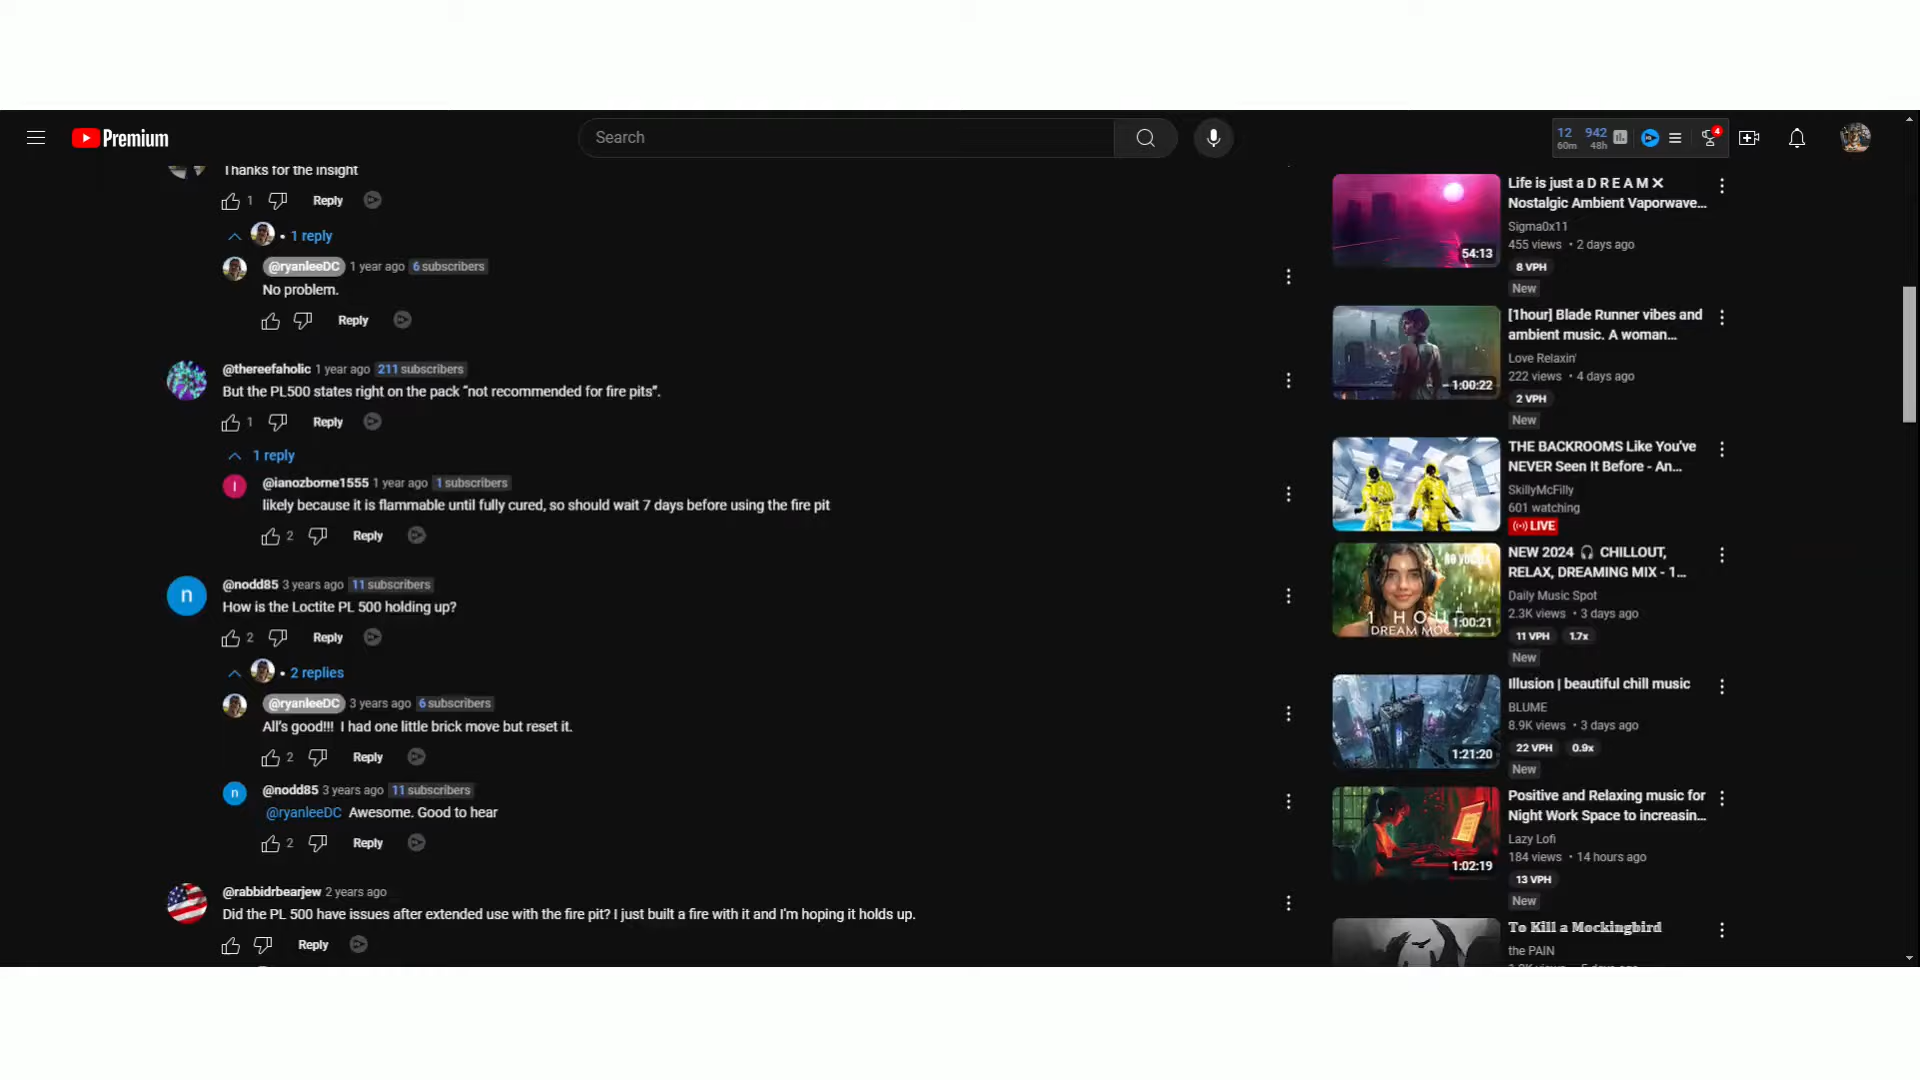 Premium
Search
12 942
60m 48h
4
Thanks for the insight
1 Reply
• 1 reply
@ryanleeDC 1 year ago 6 subscribers
No problem.
Reply
@thereefaholic 1 year ago 211 subscribers
But the PL500 states right on the pack “not recommended for fire pits”.
1 Reply
1 reply
I
@ianozborne1555 1 year ago 1 subscribers
likely because it is flammable until fully cured, so should wait 7 days before using the fire pit
2 Reply
n
@nodd85 3 years ago 11 subscribers
How is the Loctite PL 500 holding up?
2 Reply
• 2 replies
@ryanleeDC 3 years ago 6 subscribers
All's good!!! I had one little brick move but reset it.
2 Reply
n
@nodd85 3 years ago 11 subscribers
@ryanleeDC Awesome. Good to hear
2 Reply
@rabbidrbearjew 2 years ago
Did the PL 500 have issues after extended use with the fire pit? I just built a fire with it and I'm hoping it holds up.
Reply
54:13
Life is just a D R E A M ✕
Nostalgic Ambient Vaporwave...
Sigma0x11
455 views • 2 days ago
8 VPH
New
1:00:22
[1hour] Blade Runner vibes and
ambient music. A woman...
Love Relaxin'
222 views • 4 days ago
2 VPH
New
THE BACKROOMS Like You've
NEVER Seen It Before - An...
SkillyMcFilly
601 watching
LIVE
1 HOUR
DREAM MOOD
1:00:21
NEW 2024 🎧 CHILLOUT,
RELAX, DREAMING MIX - 1...
Daily Music Spot
2.3K views • 3 days ago
11 VPH 1.7x
New
1:21:20
Illusion | beautiful chill music
BLUME
8.9K views • 3 days ago
22 VPH 0.9x
New
1:02:19
Positive and Relaxing music for
Night Work Space to increasin...
Lazy Lofi
184 views • 14 hours ago
13 VPH
New
𝕋𝕠 𝕂𝕚𝕝𝕝 𝕒 𝕄𝕠𝕔𝕜𝕚𝕟𝕘𝕓𝕚𝕣𝕕
the PAIN